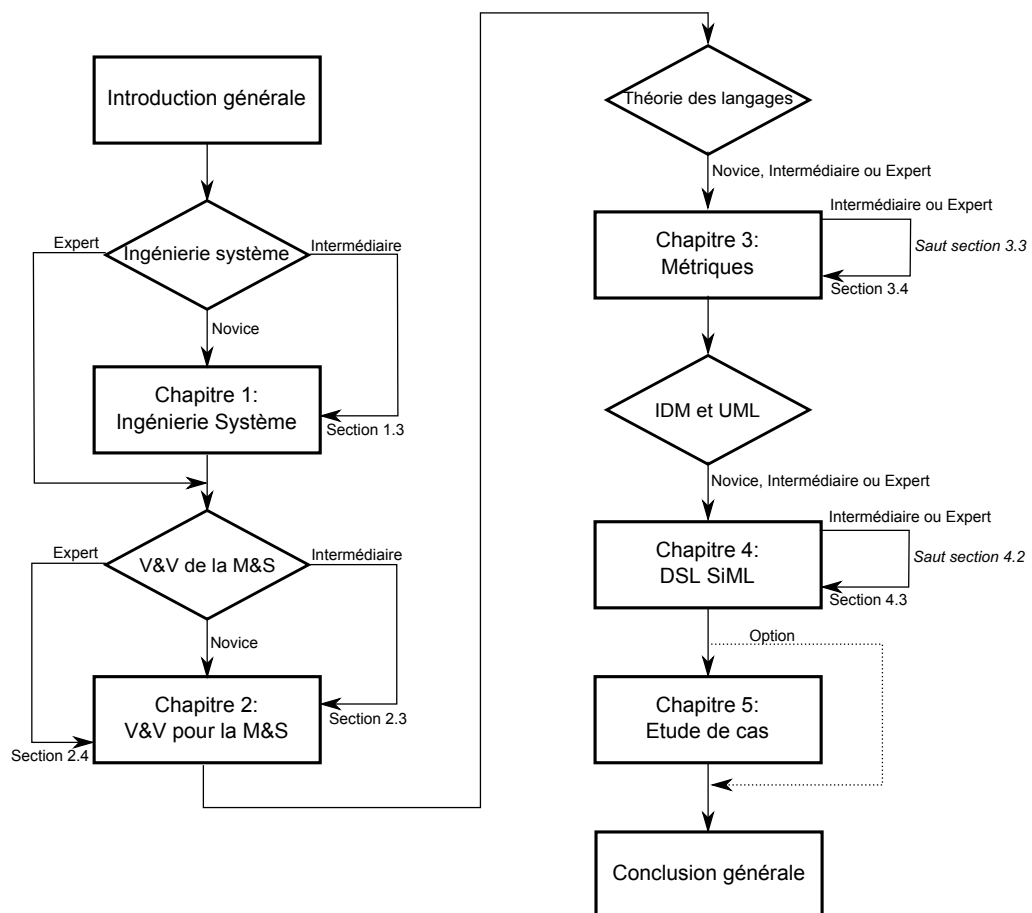 Introduction générale
Ingénierie système
Expert
Intermédiaire
Novice
Chapitre 1:
Ingénierie Système
Section 1.3
V&V de la M&S
Expert
Intermédiaire
Novice
Chapitre 2:
V&V pour la M&S
Section 2.3
Section 2.4
Théorie des langages
Novice, Intermédiaire ou Expert
Chapitre 3:
Métriques
Intermédiaire ou Expert
Saut section 3.3
Section 3.4
IDM et UML
Novice, Intermédiaire ou Expert
Chapitre 4:
DSL SiML
Intermédiaire ou Expert
Saut section 4.2
Section 4.3
Option
Chapitre 5:
Etude de cas
Conclusion générale